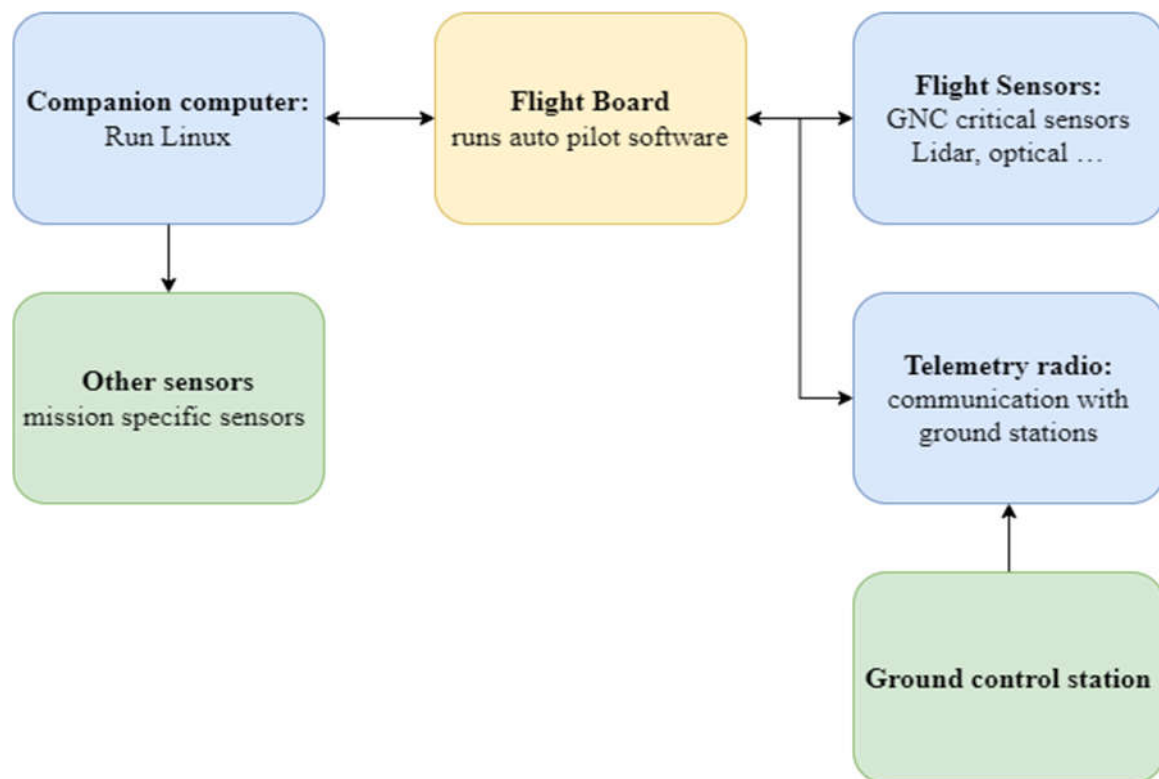 Companion computer:
Run Linux
Flight Board
runs auto pilot software
Flight Sensors:
GNC critical sensors
Lidar, optical …
Other sensors
mission specific sensors
Telemetry radio:
communication with
ground stations
Ground control station